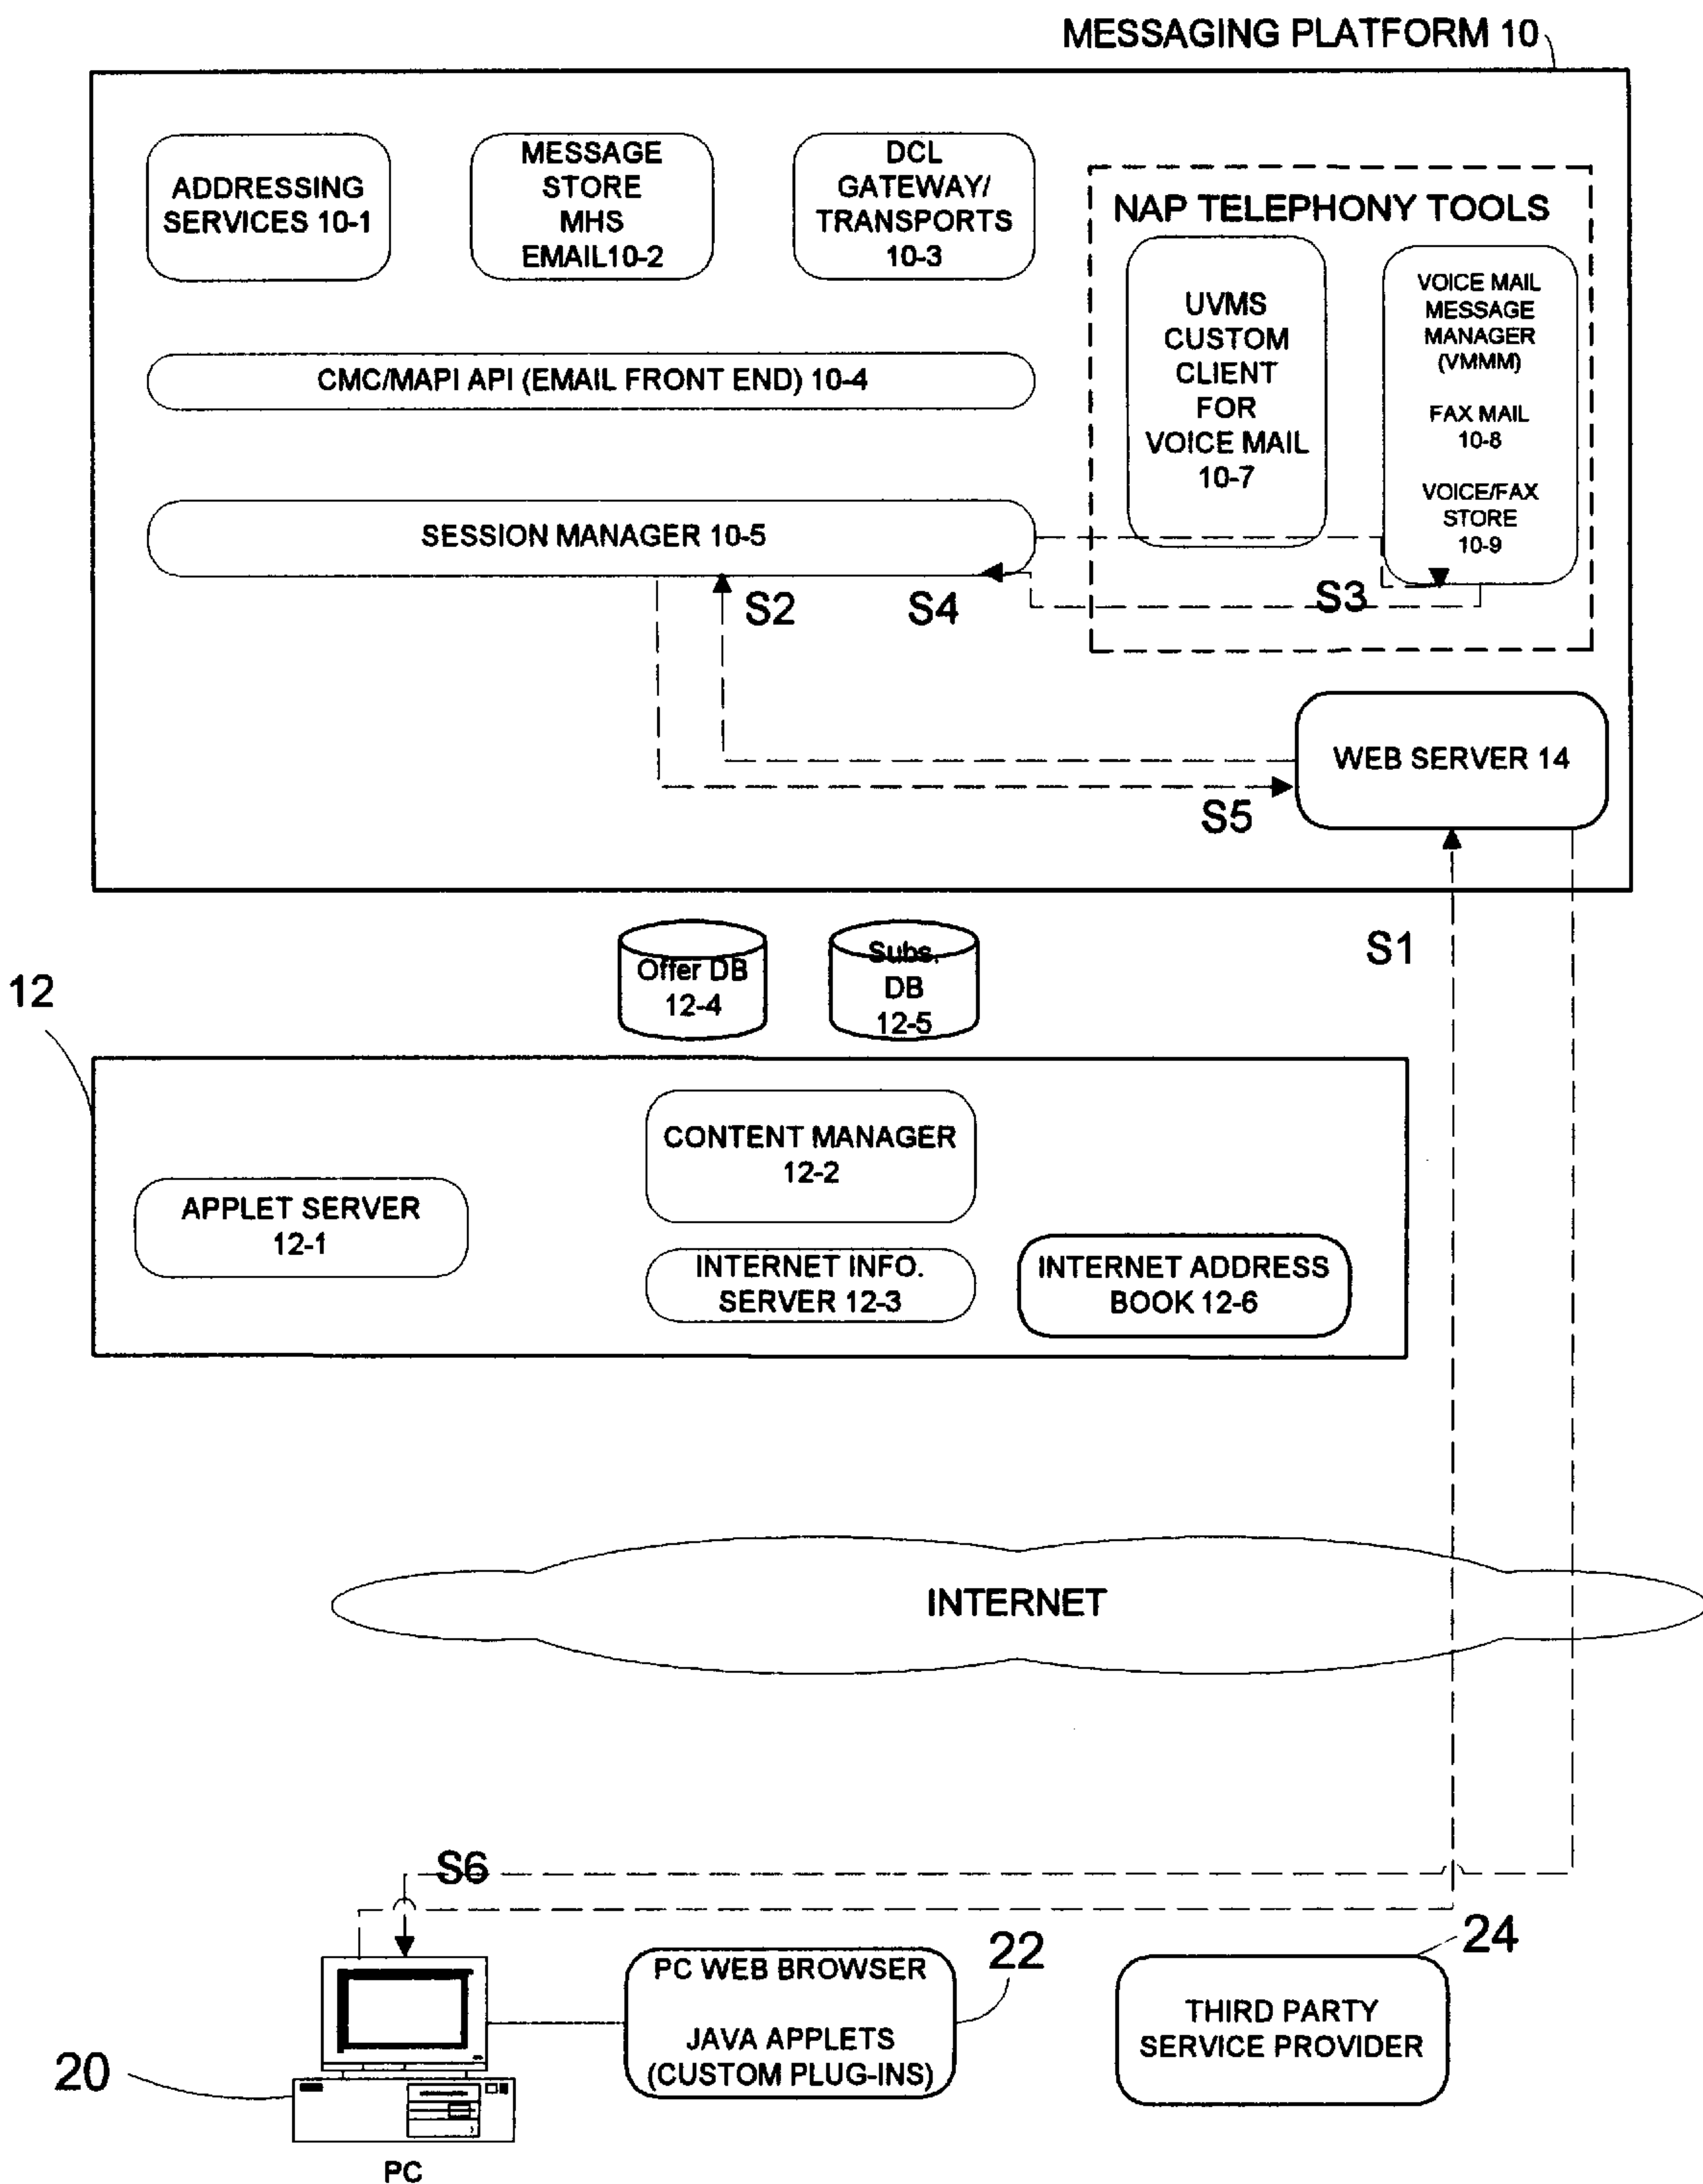 MESSAGING PLATFORM 10
ADDRESSING
SERVICES 10-1
MESSAGE
STORE
MHS
EMAIL10-2
DCL
GATEWAY/
TRANSPORTS
10-3
NAP TELEPHONY TOOLS
UVMS
CUSTOM
CLIENT
FOR
VOICE MAIL
10-7
VOICE MAIL
MESSAGE
MANAGER
(VMMM)
FAX MAIL
10-8
VOICE/FAX
STORE
10-9
CMC/MAPI API (EMAIL FRONT END) 10-4
SESSION MANAGER 10-5
S2
S4
S3
WEB SERVER 14
S5
S1
Offer DB
12-4
Subs.
DB
12-5
12
CONTENT MANAGER
12-2
APPLET SERVER
12-1
INTERNET INFO.
SERVER 12-3
INTERNET ADDRESS
BOOK 12-6
INTERNET
S6
PC WEB BROWSER
JAVA APPLETS
(CUSTOM PLUG-INS)
22
24
THIRD PARTY
SERVICE PROVIDER
20
PC